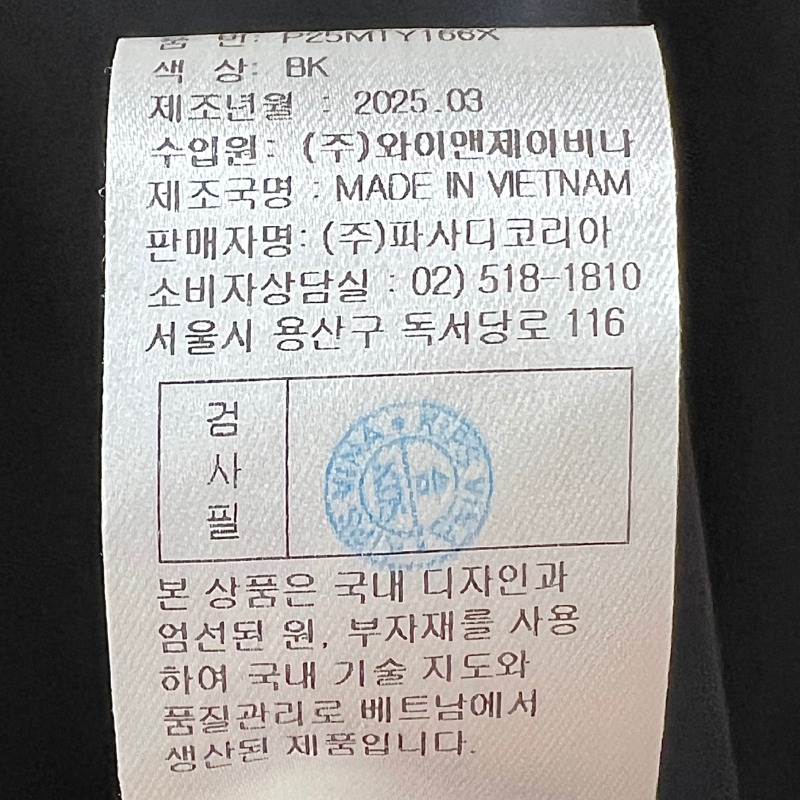 품 번: P25MTY166X
색 상: BK
제조년월 : 2025.03
수입원: (주)와이앤제이비나
제조국명 : MADE IN VIETNAM
판매자명: (주)파사디코리아
소비자상담실 : 02) 518-1810
서울시 용산구 독서당로 116
검
사
필
본 상품은 국내 디자인과
엄선된 원, 부자재를 사용
하여 국내 기술 지도와
품질관리로 베트남에서
생산된 제품입니다.